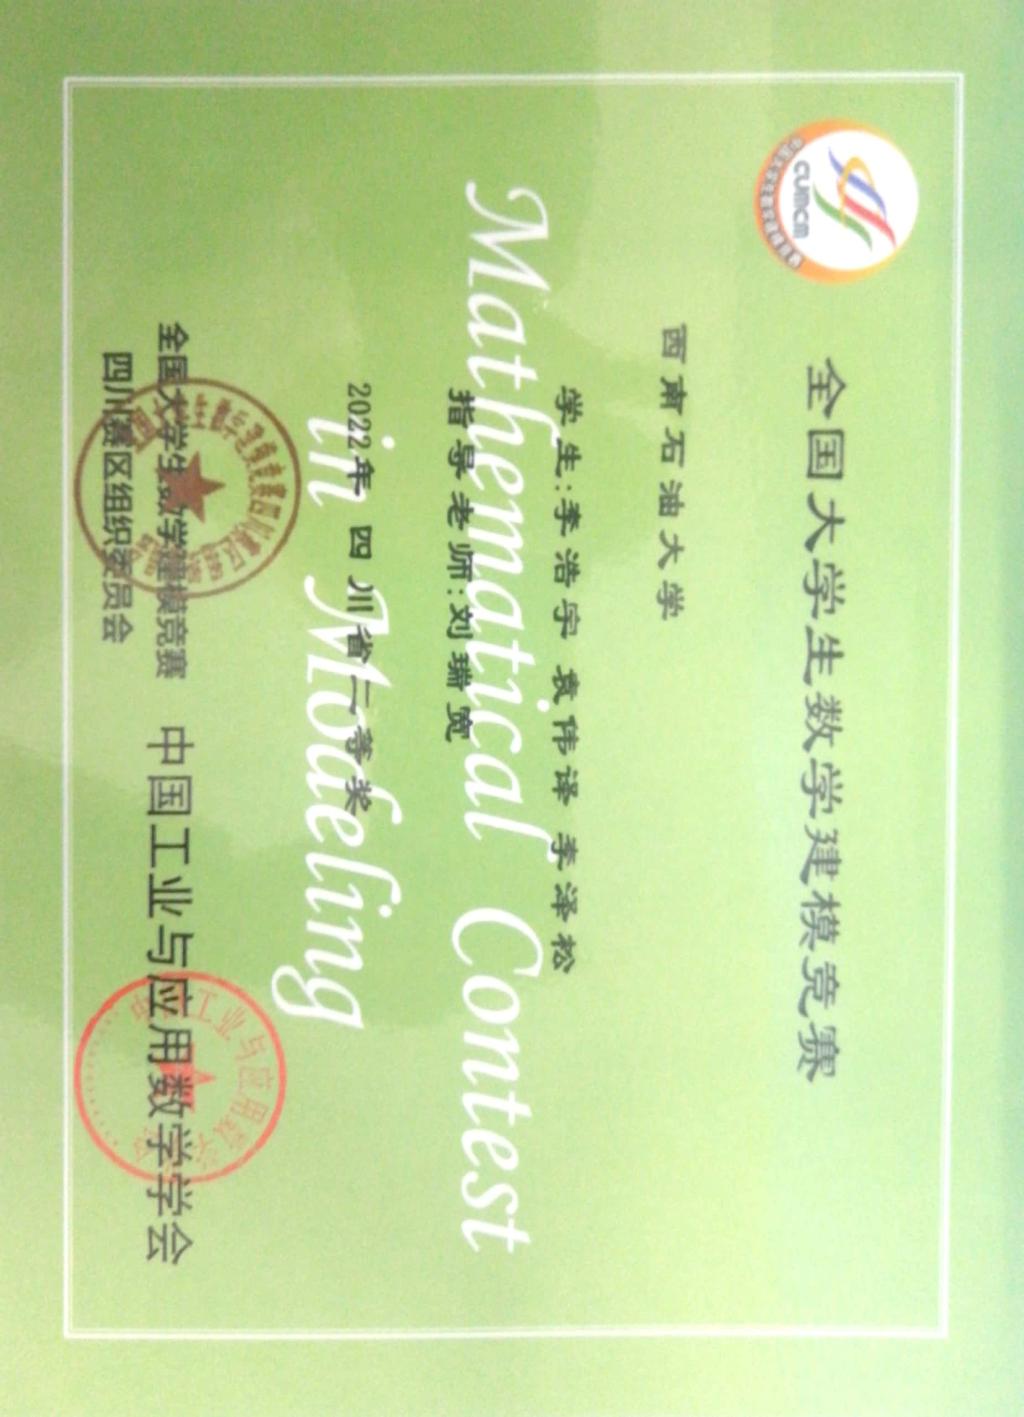 CUMCM
全国大学生数学建模竞赛
西南石油大学
学生:李浩宇 袁伟译 李泽松
指导老师:刘瑞宽
Mathematical Contest
in Modeling
2022年 四川省二等奖
全国大学生数学建模竞赛
四川赛区组织委员会
中国工业与应用数学学会